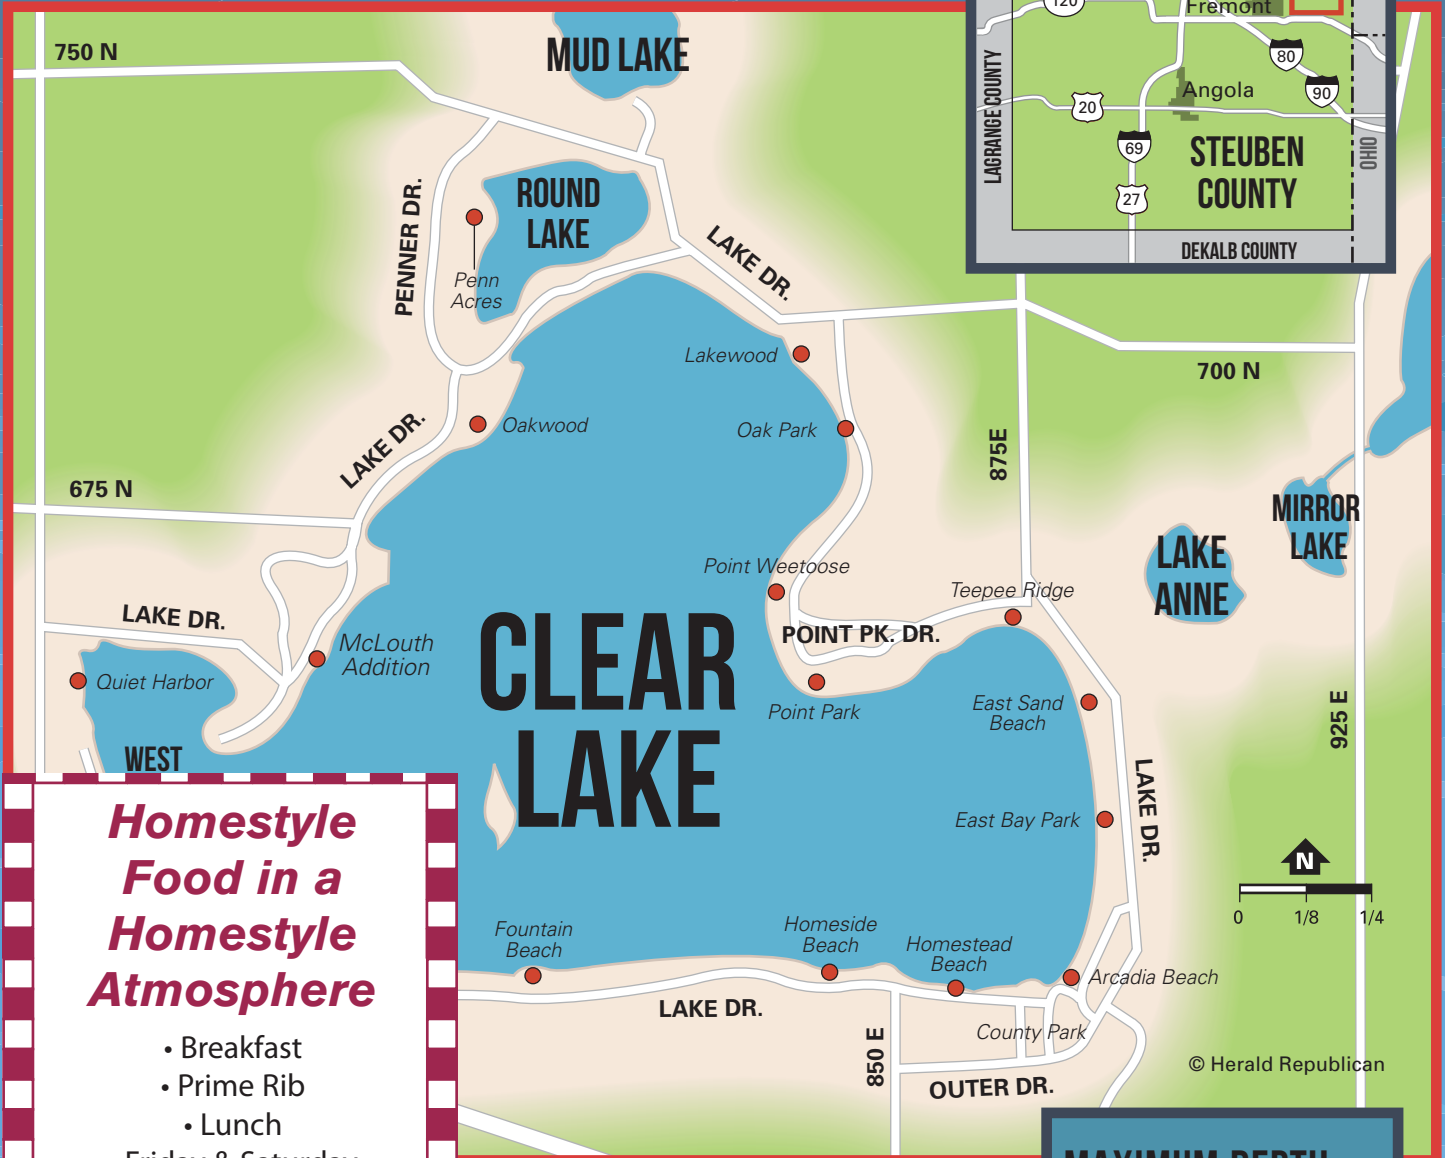 750 N
MUD LAKE
120
Fremont
80
90
Angola
20
69
27
LAGRANGE COUNTY
STEUBEN
COUNTY
OHIO
DEKALB COUNTY
PENNER DR.
ROUND
LAKE
Penn
Acres
LAKE DR.
Lakewood
700 N
Oakwood
Oak Park
LAKE DR.
875E
675 N
MIRROR
LAKE
LAKE
ANNE
Point Weetoose
Teepee Ridge
LAKE DR.
POINT PK. DR.
McLouth
Addition
Quiet Harbor
CLEAR
LAKE
Point Park
East Sand
Beach
925 E
WEST
LAKE DR.
East Bay Park
N
0 1/8 1/4
Homestyle
Food in a
Homestyle
Atmosphere
• Breakfast
• Prime Rib
• Lunch
Friday & Saturday
Fountain
Beach
Homeside
Beach
Homestead
Beach
Arcadia Beach
LAKE DR.
County Park
850 E
OUTER DR.
© Herald Republican
MAXIMUM DEPTH